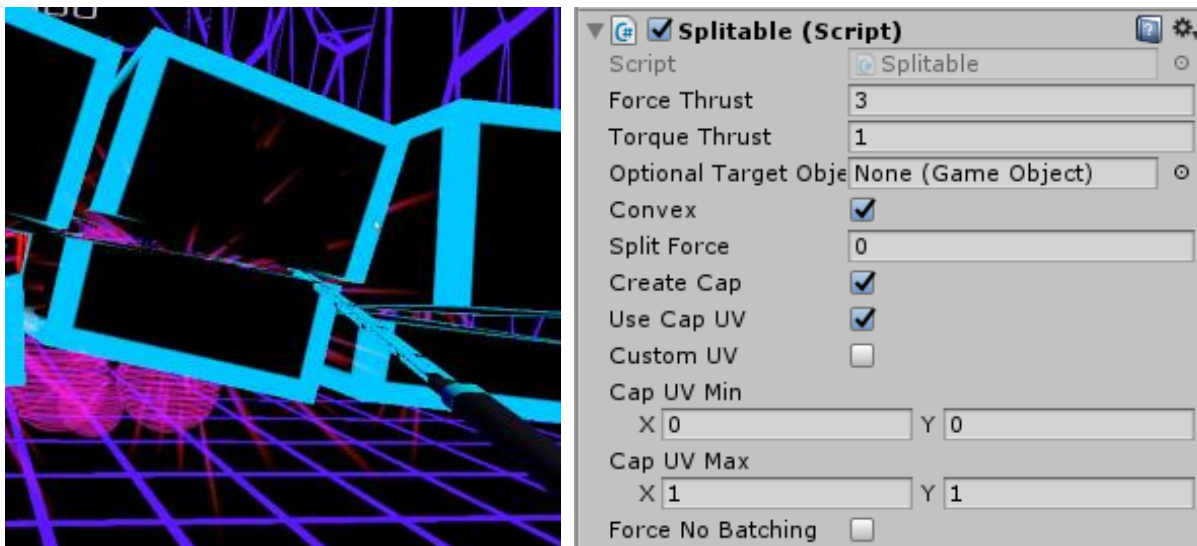 Splitable (Script)
Script Splitable
Force Thrust 3
Torque Thrust 1
Optional Target Obje None (Game Object)
Convex
Split Force 0
Create Cap
Use Cap UV
Custom UV
Cap UV Min
X 0 Y 0
Cap UV Max
X 1 Y 1
Force No Batching